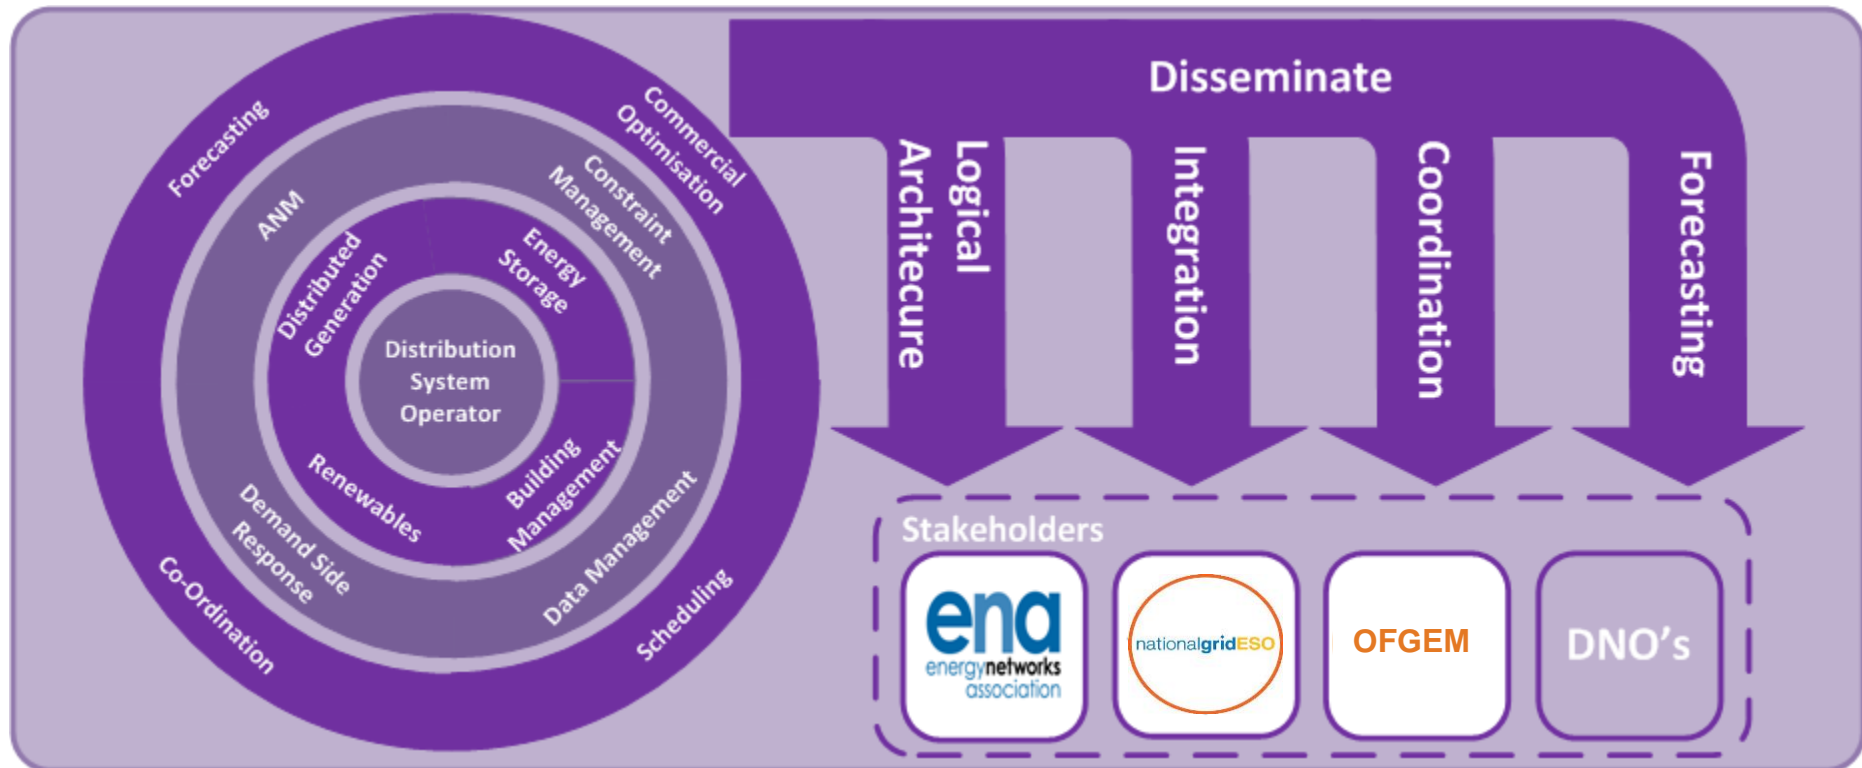 Forecasting
Commercial
Optimisation
Co-Ordination
Scheduling
ANM
Constraint
Management
Demand Side
Response
Data Management
Distributed
Generation
Energy
Storage
Renewables
Building
Management
Distribution
System
Operator
Disseminate
Logical
Architecure
Integration
Coordination
Forecasting
Stakeholders
ena
energynetworks
association
nationalgridESO
OFGEM
DNO's